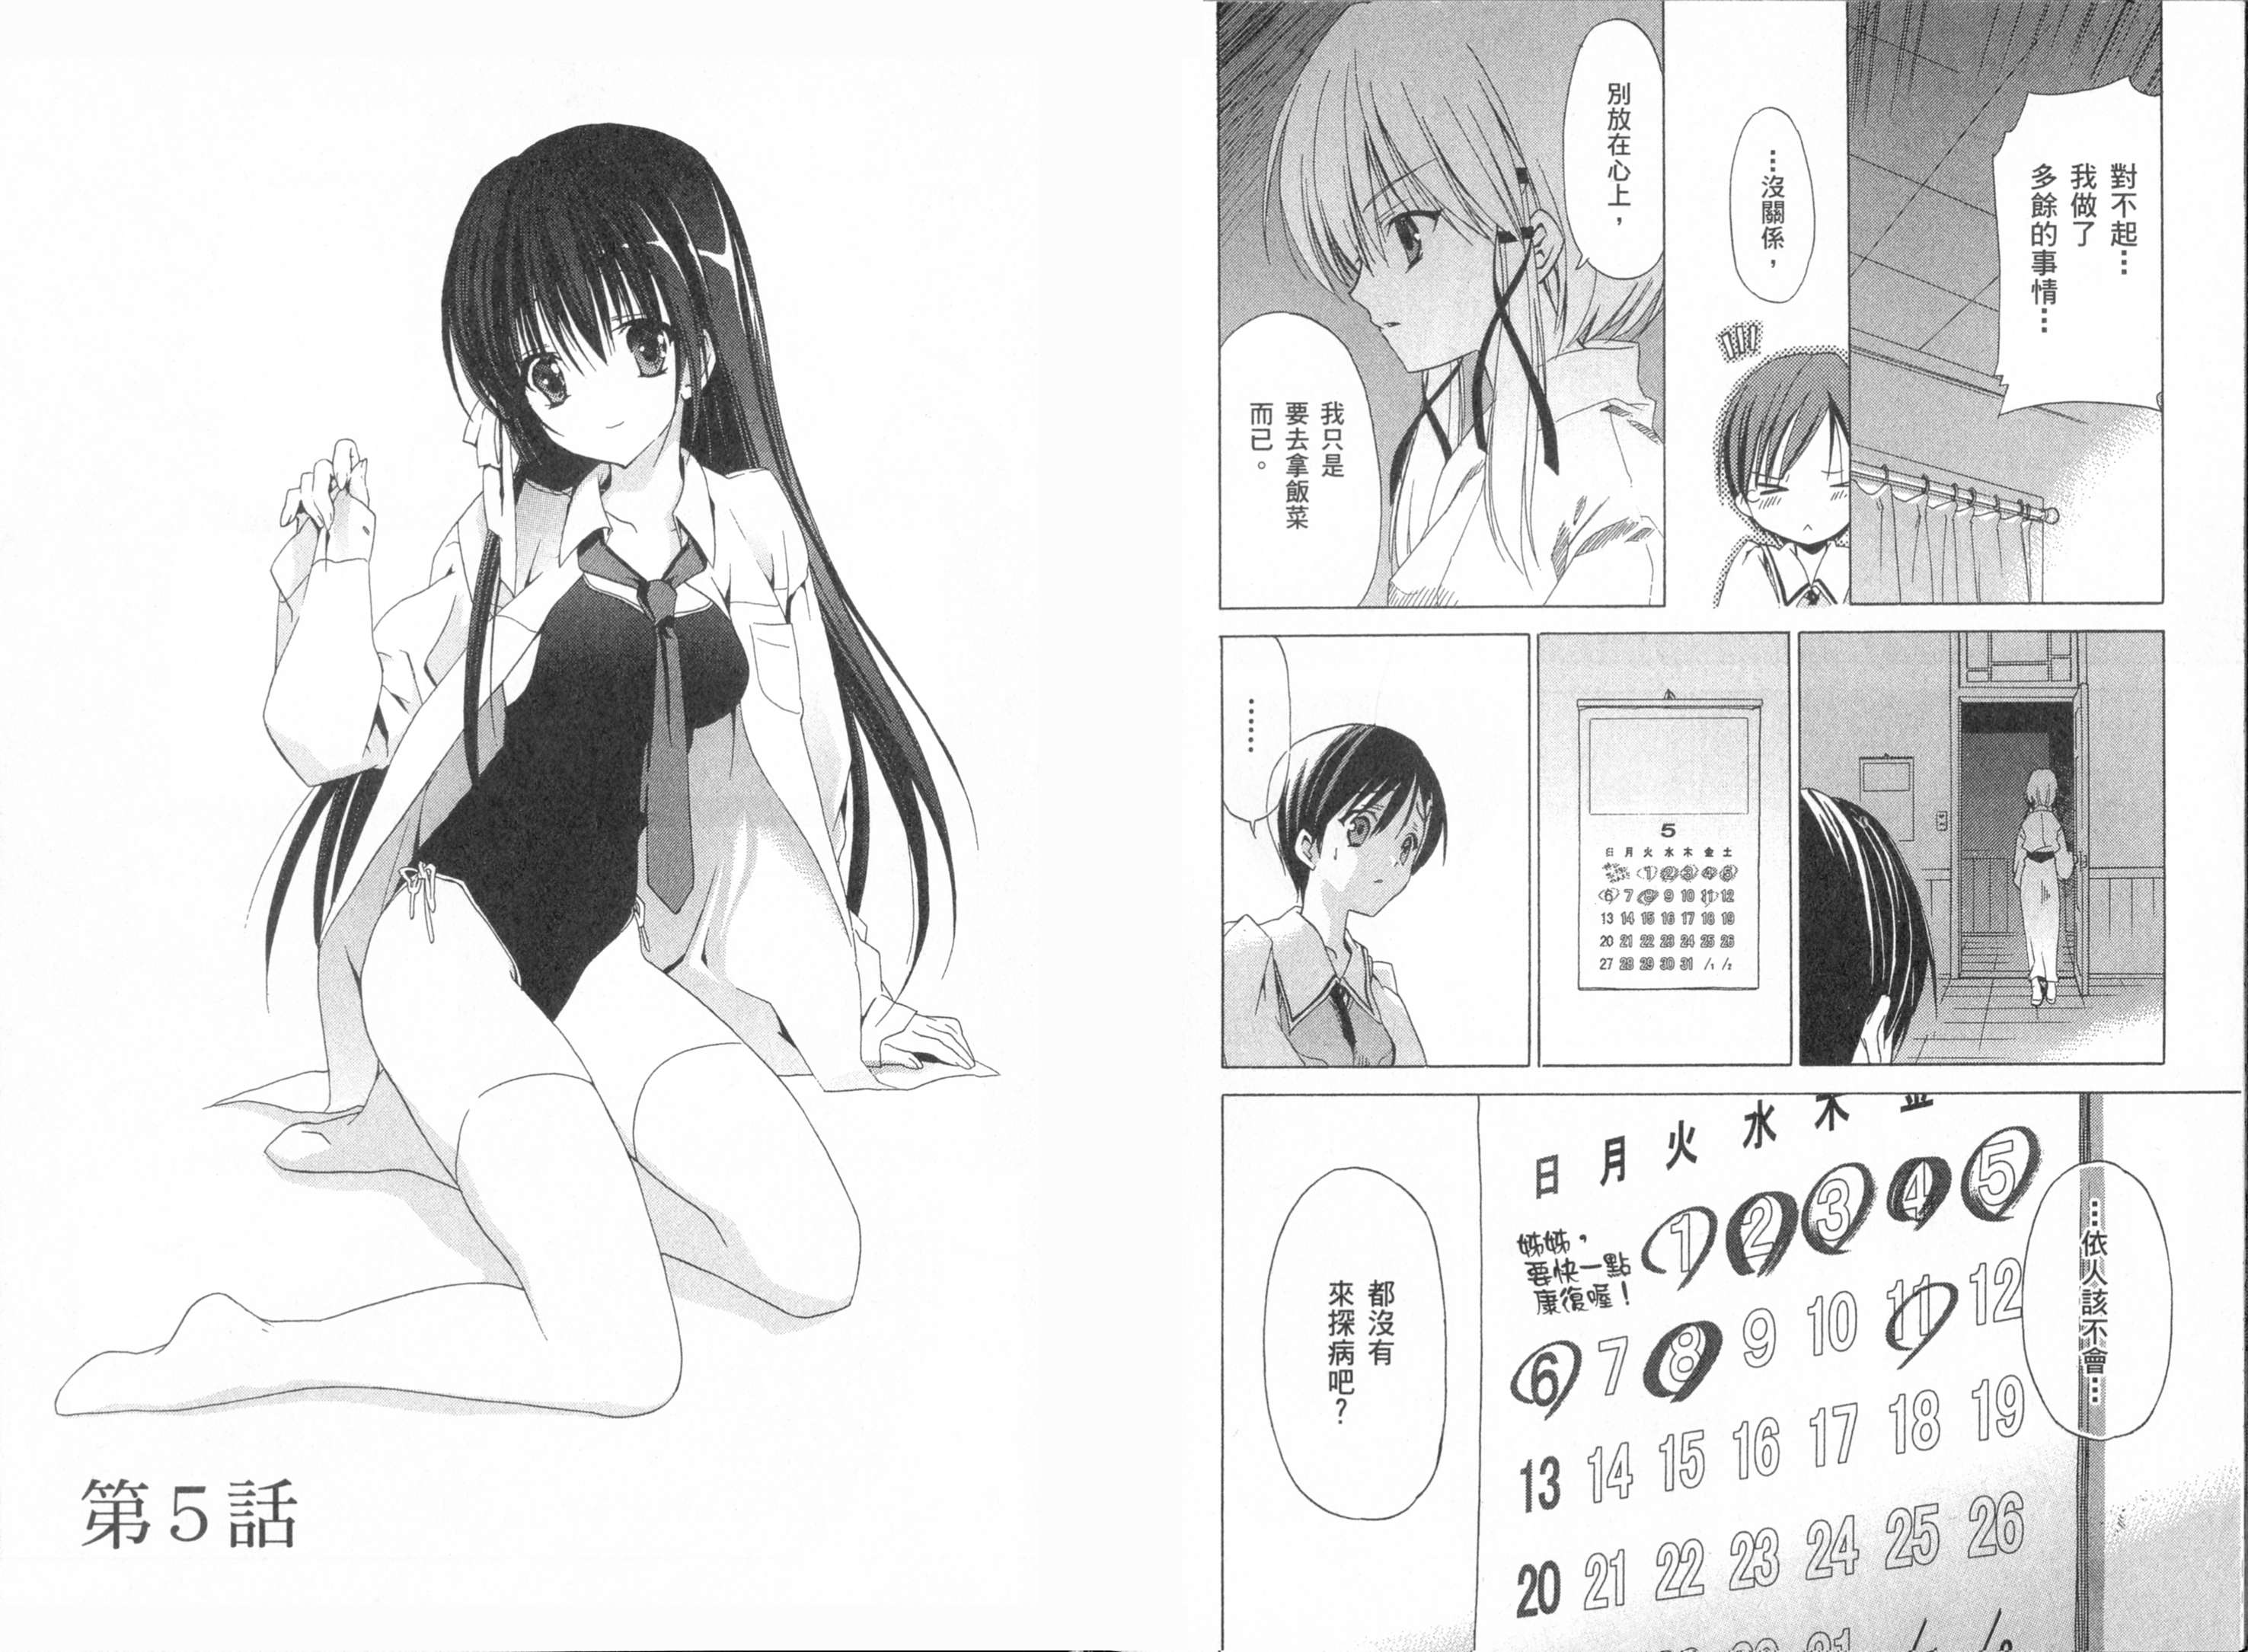 對不起…
我做了
多餘的事情…
…沒關係，
別放在心上，
我只是
要去拿飯菜
而已。
5
日 月 火 水 木 金 土
1 2 3 4 5
6 7 8 9 10 11 12
13 14 15 16 17 18 19
20 21 22 23 24 25 26
27 28 29 30 31 /1 /2
……
…依人該不會…
日 月 火 水 木 金
1 2 3 4 5
姊姊，
要快一點
康復喔！
6 7 8 9 10 11 12
13 14 15 16 17 18 19
20 21 22 23 24 25 26
都沒有
來探病吧？
第5話